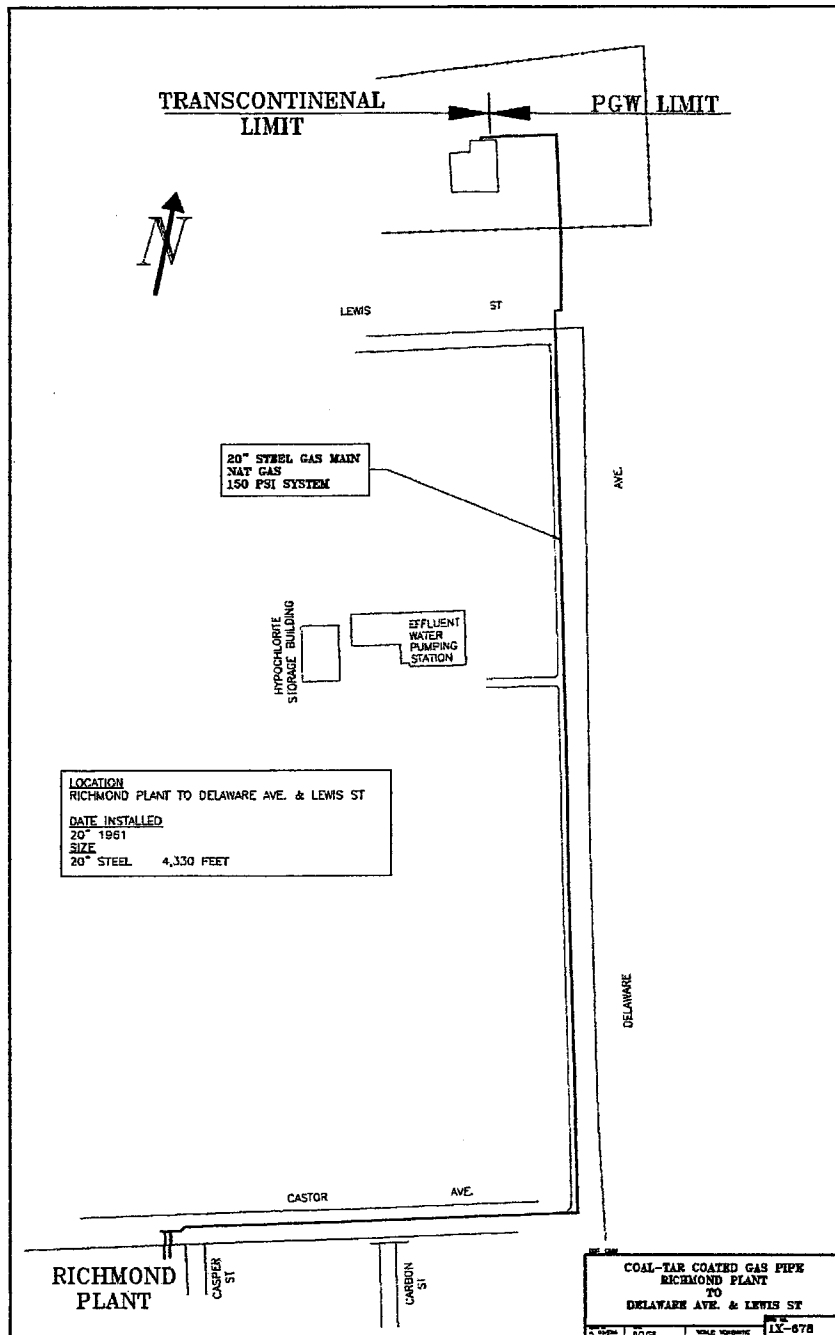 TRANSCONTINENAL
LIMIT
PGW LIMIT
N
LEWIS ST
20" STEEL GAS MAIN
NAT GAS
150 PSI SYSTEM
AVE.
HYPOCHLORITE
STORAGE BUILDING
EFFLUENT
WATER
PUMPING
STATION
LOCATION
RICHMOND PLANT TO DELAWARE AVE. & LEWIS ST
DATE INSTALLED
20" 1961
SIZE
20" STEEL 4,330 FEET
DELAWARE
CASTOR AVE.
RICHMOND
PLANT
CASPER
ST
CARBON
ST
COAL-TAR COATED GAS PIPE
RICHMOND PLANT
TO
DELAWARE AVE. & LEWIS ST
IX-678